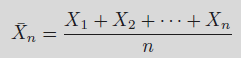 X̄ₙ = (X₁ + X₂ + ··· + Xₙ) / n